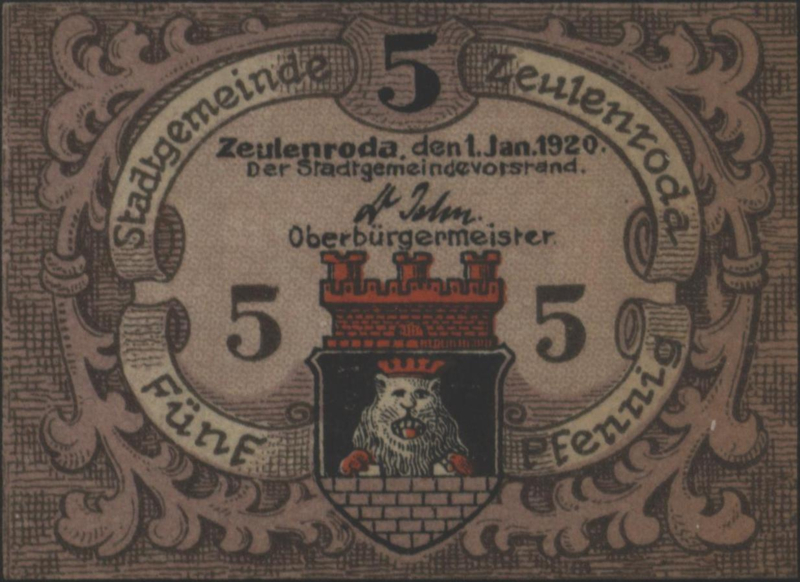 5
Stadtgemeinde Zeulenroda
Zeulenroda, den 1. Jan. 1920.
Der Stadtgemeindevorstand.
Oberbürgermeister
5 5
Fünf Pfennig